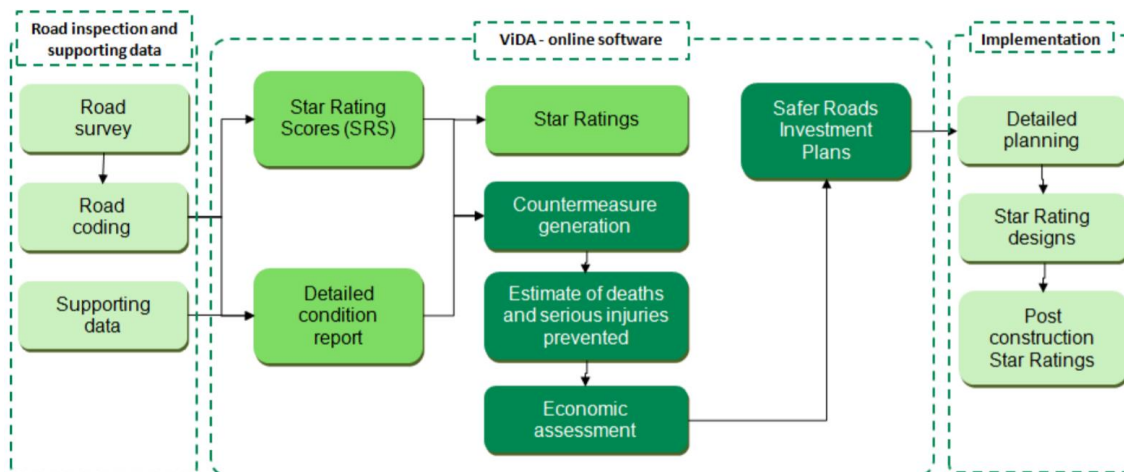 Road inspection and
supporting data
Road
survey
Road
coding
Supporting
data
ViDA - online software
Star Rating
Scores (SRS)
Detailed
condition
report
Star Ratings
Countermeasure
generation
Estimate of deaths
and serious injuries
prevented
Economic
assessment
Safer Roads
Investment
Plans
Implementation
Detailed
planning
Star Rating
designs
Post
construction
Star Ratings